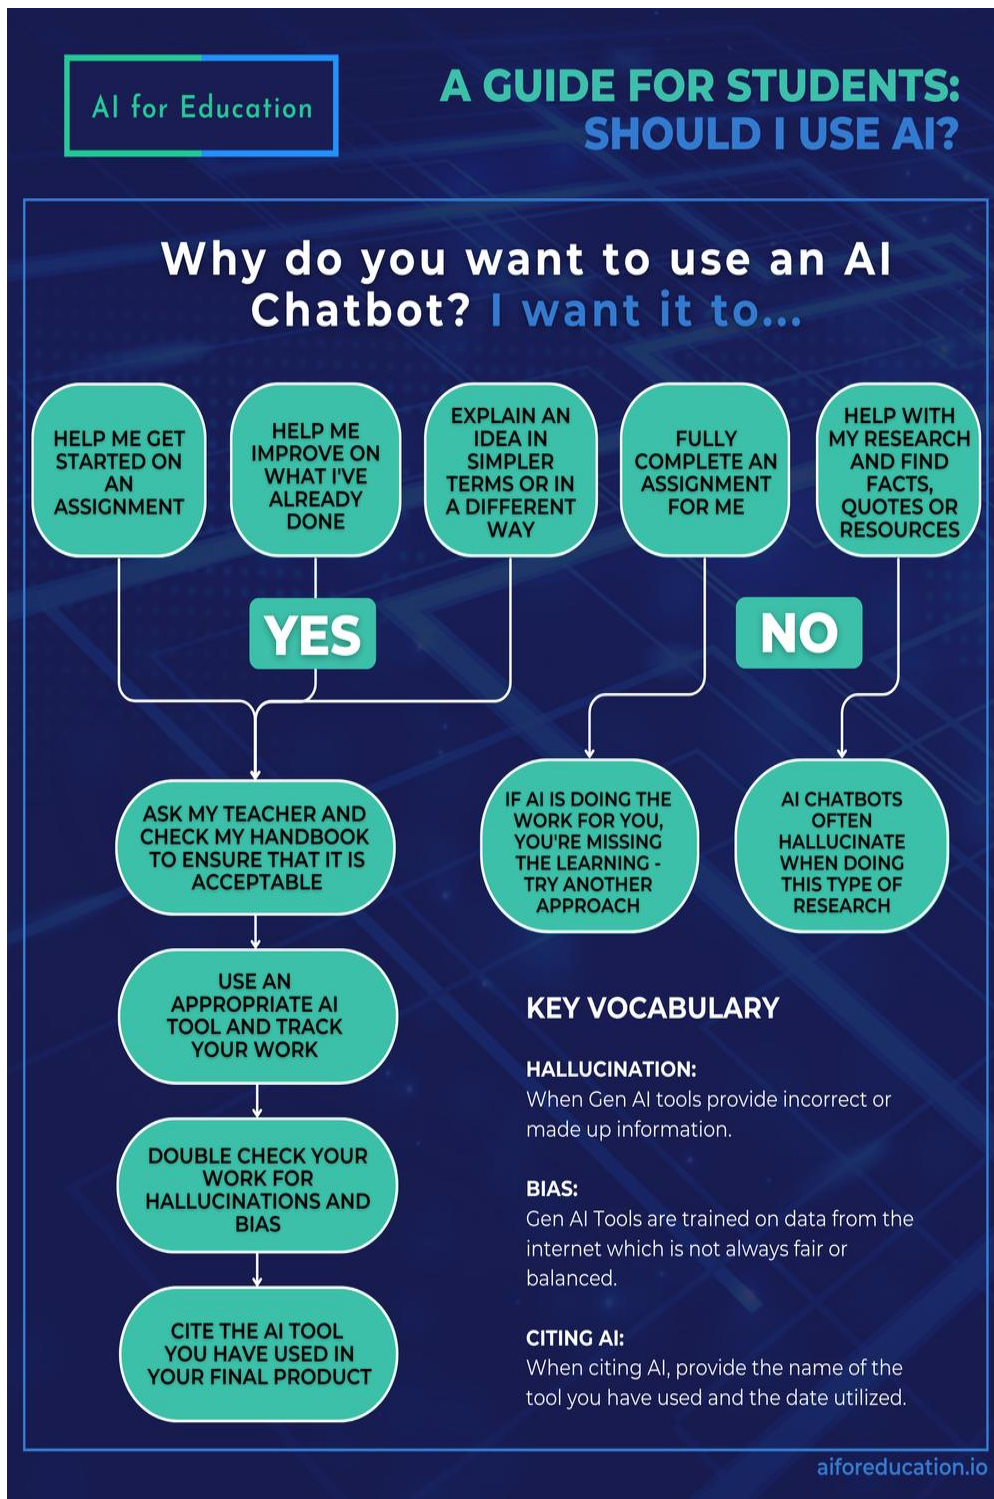 AI for Education
A GUIDE FOR STUDENTS:
SHOULD I USE AI?
Why do you want to use an AI
Chatbot? I want it to...
HELP ME GET
STARTED ON
AN
ASSIGNMENT
HELP ME
IMPROVE ON
WHAT I'VE
ALREADY
DONE
EXPLAIN AN
IDEA IN
SIMPLER
TERMS OR IN
A DIFFERENT
WAY
FULLY
COMPLETE AN
ASSIGNMENT
FOR ME
HELP WITH
MY RESEARCH
AND FIND
FACTS,
QUOTES OR
RESOURCES
YES
NO
ASK MY TEACHER AND
CHECK MY HANDBOOK
TO ENSURE THAT IT IS
ACCEPTABLE
USE AN
APPROPRIATE AI
TOOL AND TRACK
YOUR WORK
DOUBLE CHECK YOUR
WORK FOR
HALLUCINATIONS AND
BIAS
CITE THE AI TOOL
YOU HAVE USED IN
YOUR FINAL PRODUCT
IF AI IS DOING THE
WORK FOR YOU,
YOU'RE MISSING
THE LEARNING -
TRY ANOTHER
APPROACH
AI CHATBOTS
OFTEN
HALLUCINATE
WHEN DOING
THIS TYPE OF
RESEARCH
KEY VOCABULARY
HALLUCINATION:
When Gen AI tools provide incorrect or
made up information.
BIAS:
Gen AI Tools are trained on data from the
internet which is not always fair or
balanced.
CITING AI:
When citing AI, provide the name of the
tool you have used and the date utilized.
aiforeducation.io